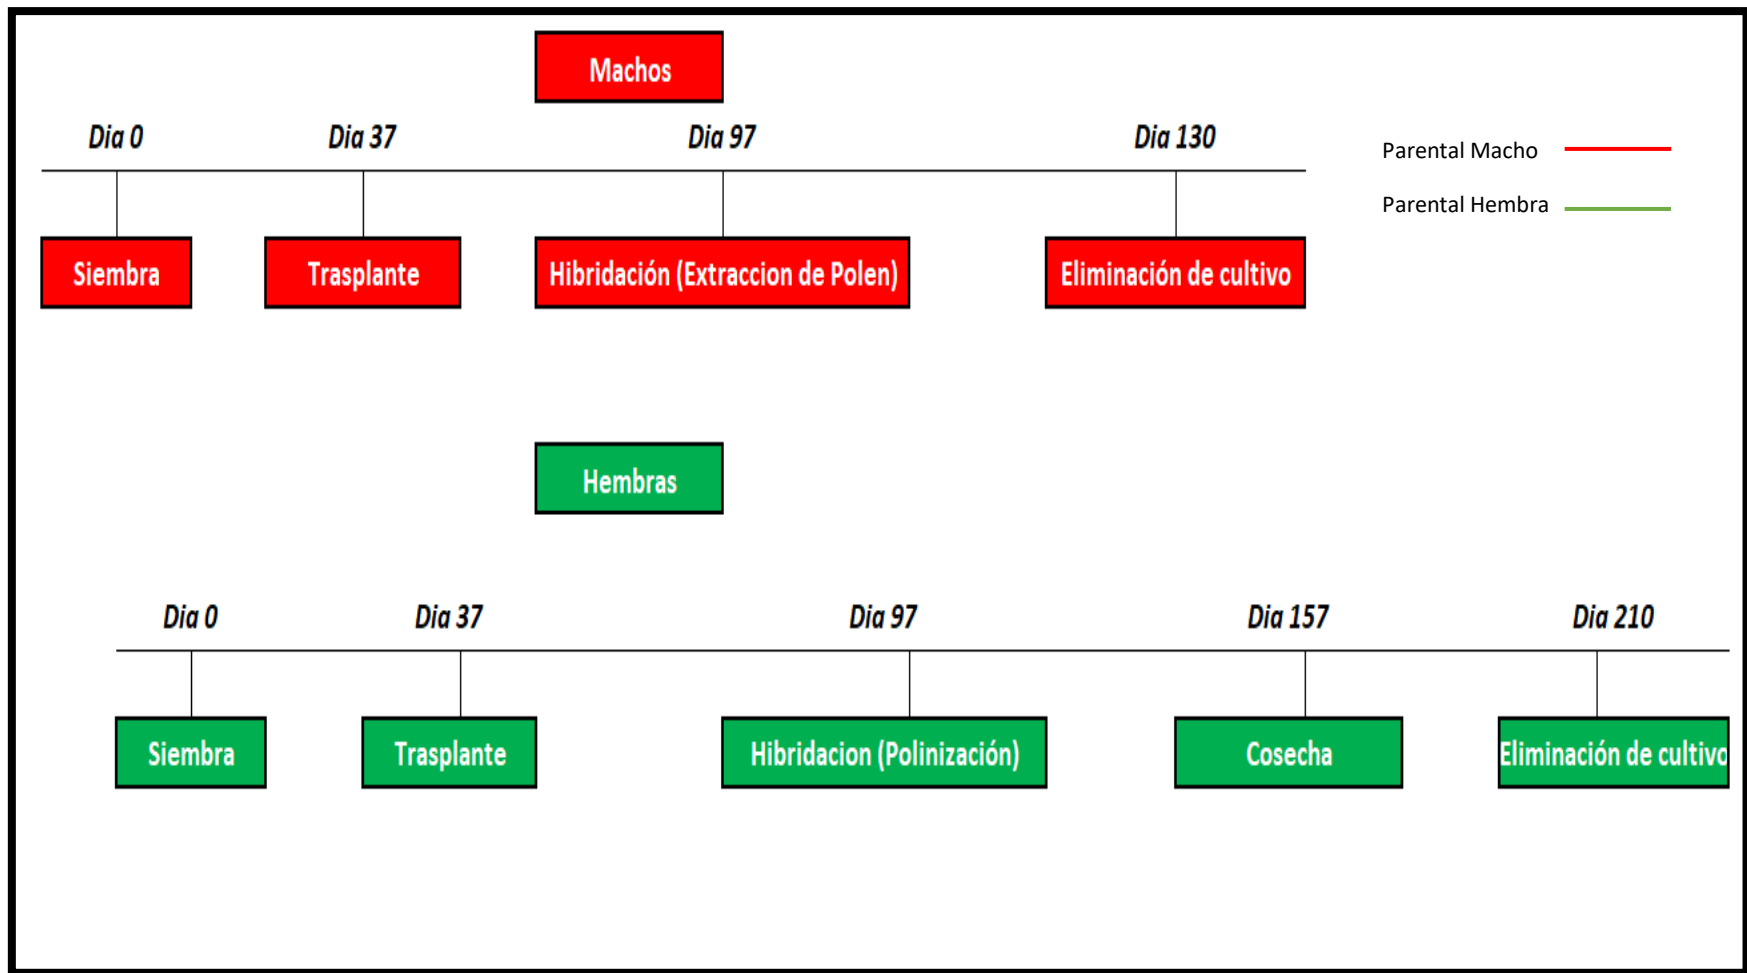 Machos
Dia 0
Dia 37
Dia 97
Dia 130
Parental Macho
Parental Hembra
Siembra
Trasplante
Hibridación (Extraccion de Polen)
Eliminación de cultivo
Hembras
Dia 0
Dia 37
Dia 97
Dia 157
Dia 210
Siembra
Trasplante
Hibridacion (Polinización)
Cosecha
Eliminación de cultivo